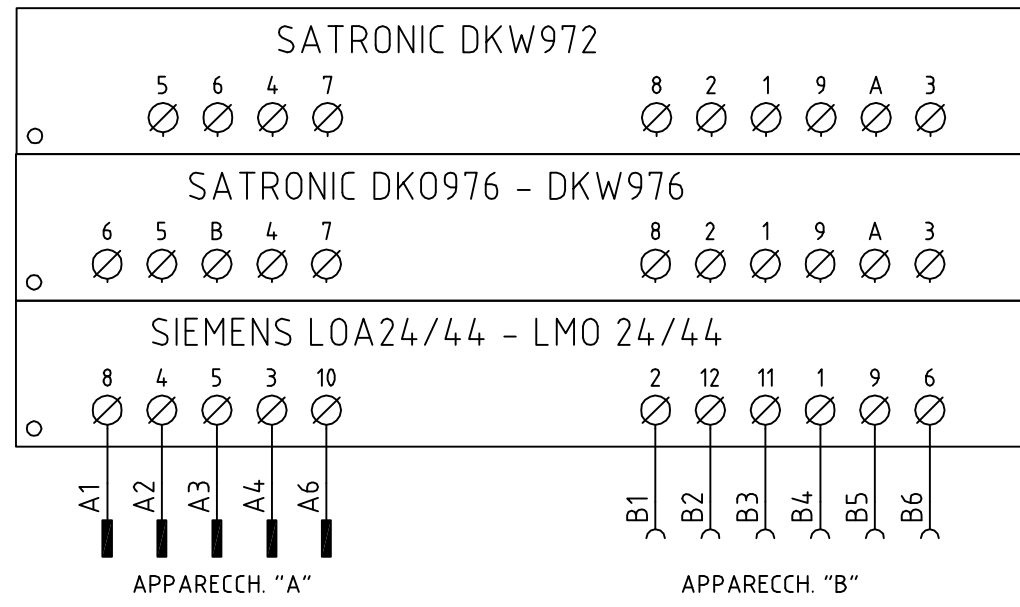 SATRONIC DKW972
5 6 4 7 8 2 1 9 A 3
SATRONIC DKO976 - DKW976
6 5 B 4 7 8 2 1 9 A 3
SIEMENS LOA24/44 - LMO 24/44
8 4 5 3 10 2 12 11 1 9 6
A1 A2 A3 A4 A6 B1 B2 B3 B4 B5 B6
APPARECCH. "A" APPARECCH. "B"